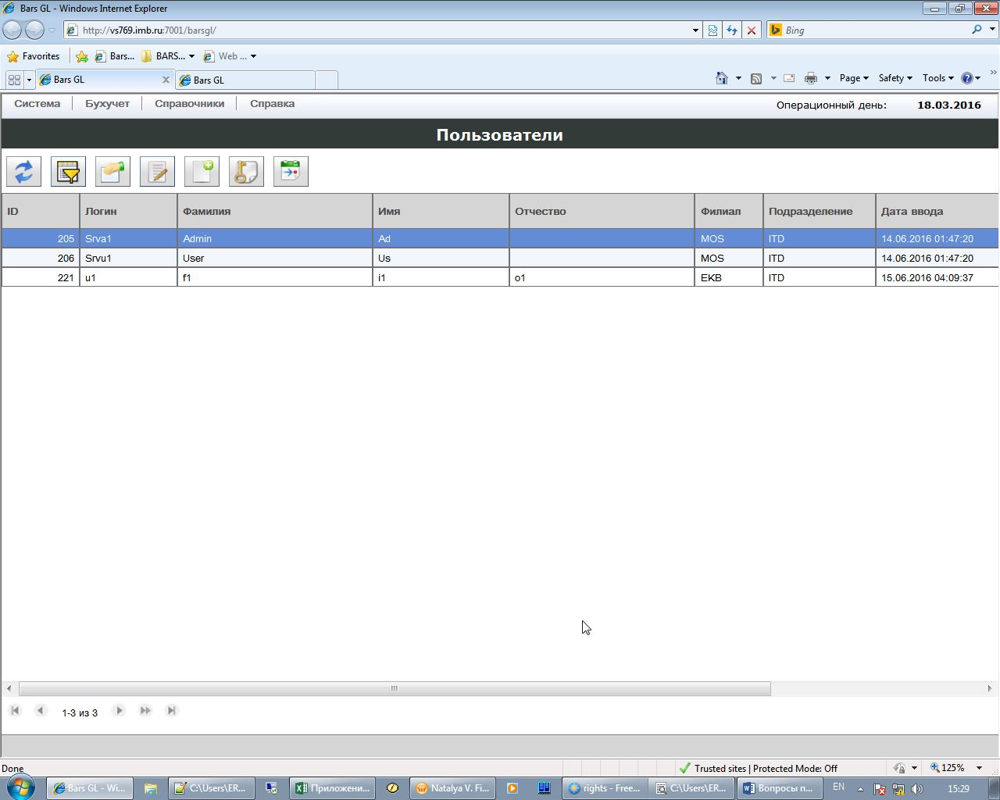 Bars GL - Windows Internet Explorer
http://vs769.imb.ru:7001/barsgl/
Bing
Favorites Bars... BARS... Web ...
Bars GL Bars GL Page Safety Tools
Система Бухучет Справочники Справка Операционный день: 18.03.2016
Пользователи
ID Логин Фамилия Имя Отчество Филиал Подразделение Дата ввода
205 Srva1 Admin Ad MOS ITD 14.06.2016 01:47:20
206 Srvu1 User Us MOS ITD 14.06.2016 01:47:20
221 u1 f1 i1 o1 EKB ITD 15.06.2016 04:09:37
1-3 из 3
Done Trusted sites | Protected Mode: Off 125%
Bars GL - Wi... C:\Users\ER... Приложени... Natalya V. Fi... rights - Free... C:\Users\ER... Вопросы п... EN 15:29